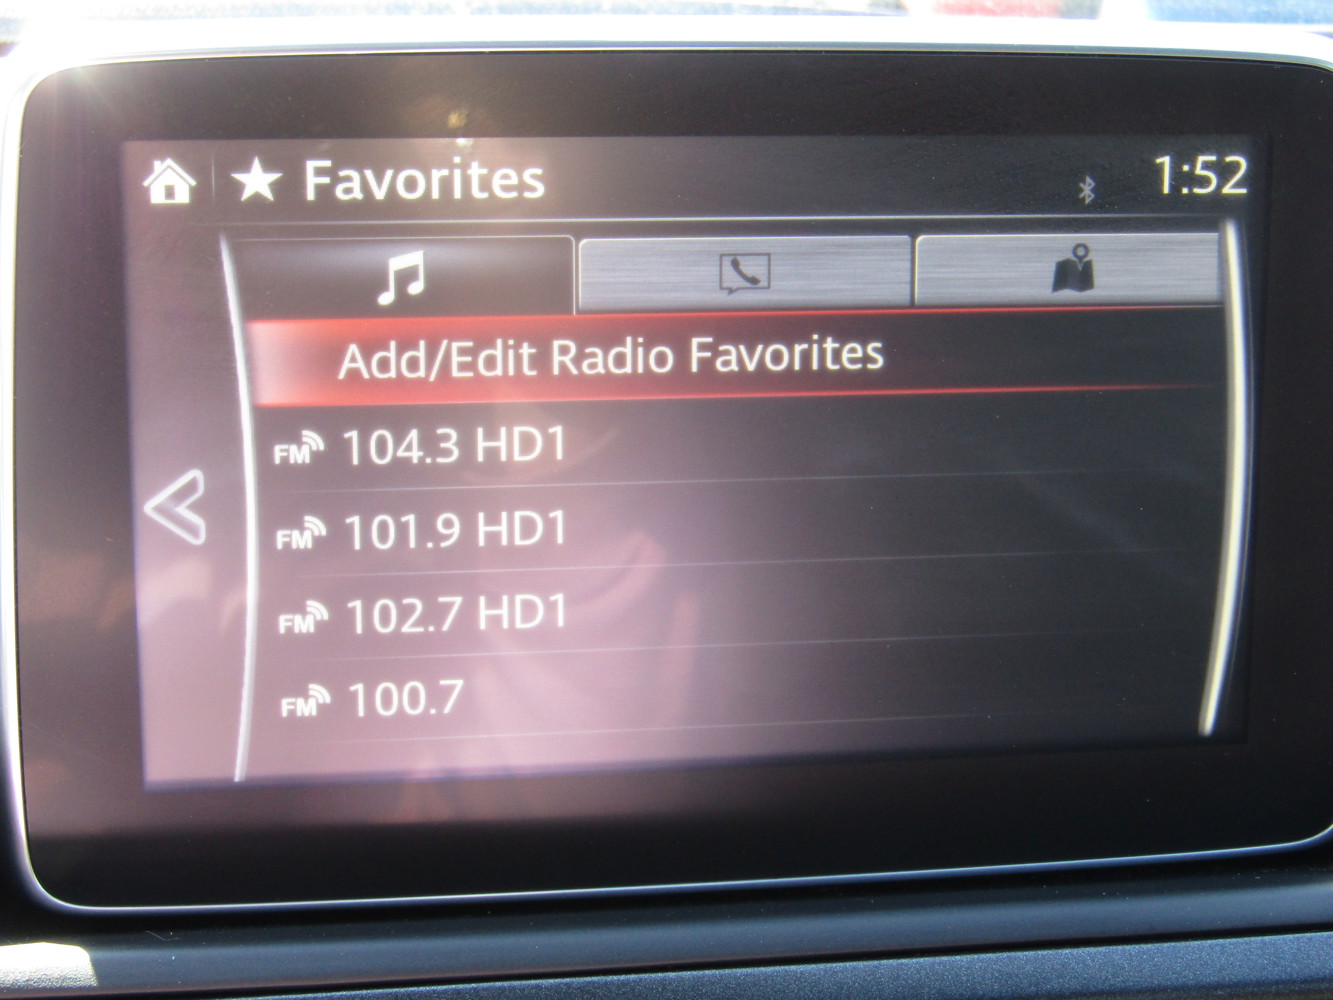 Favorites
1:52
Add/Edit Radio Favorites
FM 104.3 HD1
FM 101.9 HD1
FM 102.7 HD1
FM 100.7